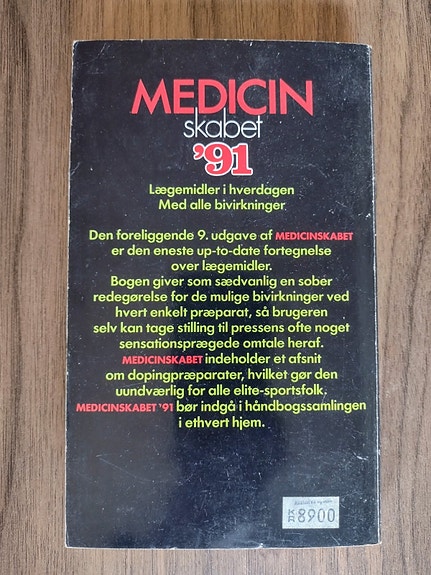 MEDICIN
skabet
'91
Lægemidler i hverdagen
Med alle bivirkninger
Den foreliggende 9. udgave af MEDICINSKABET
er den eneste up-to-date fortegnelse
over lægemidler.
Bogen giver som sædvanlig en sober
redegørelse for de mulige bivirkninger ved
hvert enkelt præparat, så brugeren
selv kan tage stilling til pressens ofte noget
sensationsprægede omtale heraf.
MEDICINSKABET indeholder et afsnit
om dopingpræparater, hvilket gør den
uundværlig for alle elite-sportsfolk.
MEDICINSKABET '91 bør indgå i håndbogssamlingen
i ethvert hjem.
KR 8900